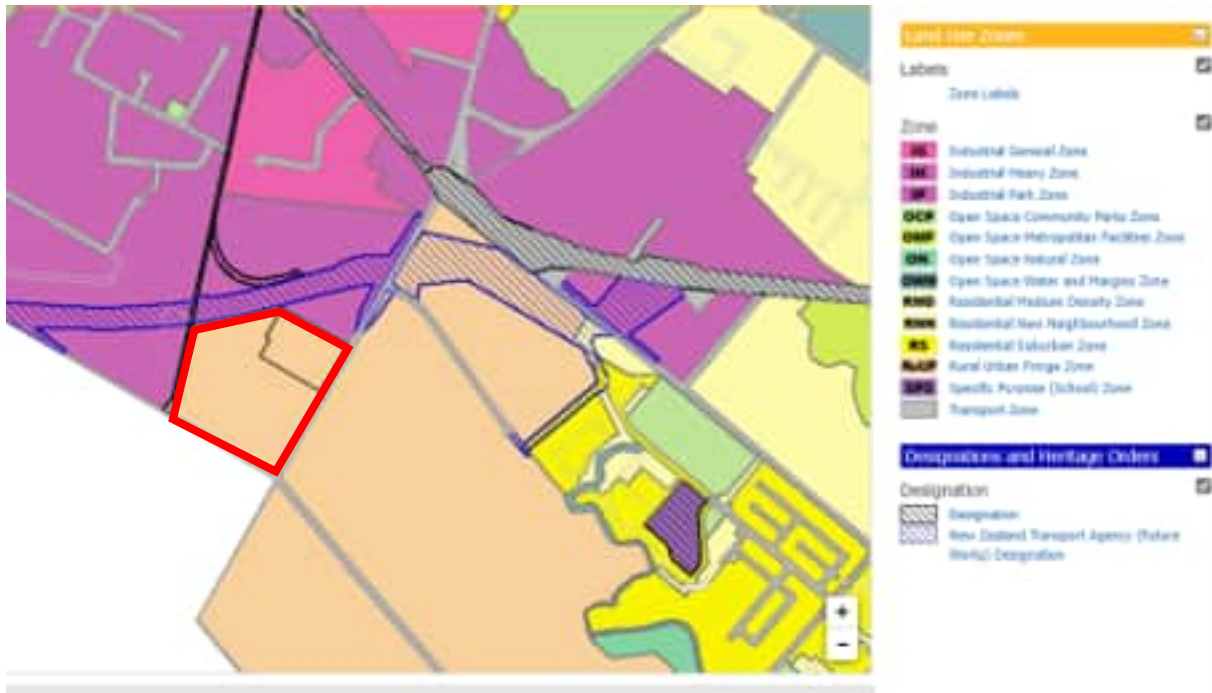 Land Use Zones
Labels
Zone Labels
Zone
IG Industrial General Zone
IH Industrial Heavy Zone
IP Industrial Park Zone
OCP Open Space Community Parks Zone
OMF Open Space Metropolitan Facilities Zone
ON Open Space Natural Zone
OWM Open Space Water and Margins Zone
RMD Residential Medium Density Zone
RNN Residential New Neighbourhood Zone
RS Residential Suburban Zone
RuUF Rural Urban Fringe Zone
Specific Purpose (School) Zone
Transport Zone
Designations and Heritage Orders
Designation
Designation
New Zealand Transport Agency (Future
Works) Designation
+
−